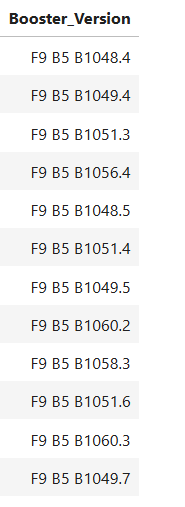 Booster_Version
F9 B5 B1048.4
F9 B5 B1049.4
F9 B5 B1051.3
F9 B5 B1056.4
F9 B5 B1048.5
F9 B5 B1051.4
F9 B5 B1049.5
F9 B5 B1060.2
F9 B5 B1058.3
F9 B5 B1051.6
F9 B5 B1060.3
F9 B5 B1049.7